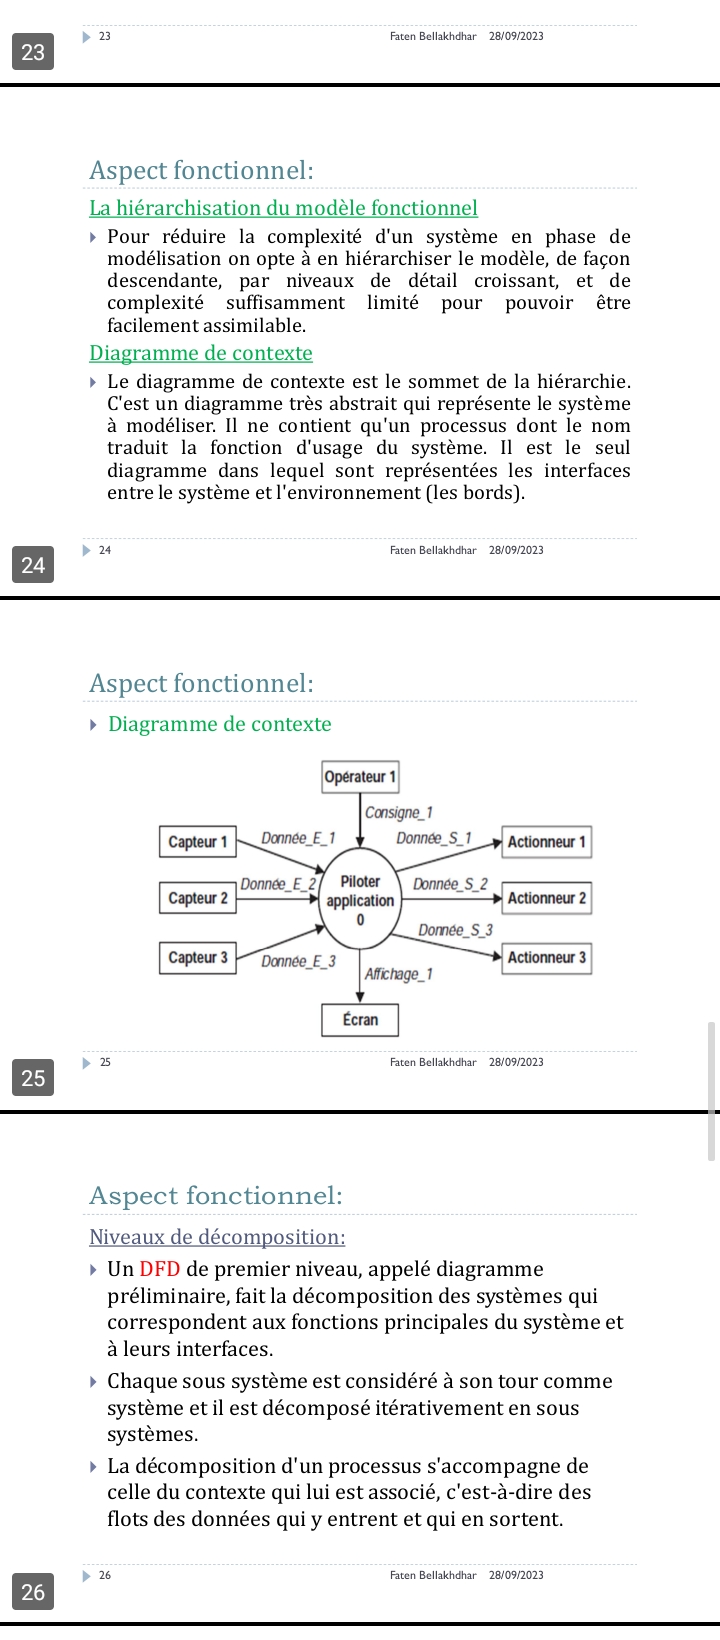 23
Faten Bellakhdhar 28/09/2023
23
Aspect fonctionnel:
La hiérarchisation du modèle fonctionnel
Pour réduire la complexité d'un système en phase de
modélisation on opte à en hiérarchiser le modèle, de façon
descendante, par niveaux de détail croissant, et de
complexité suffisamment limité pour pouvoir être
facilement assimilable.
Diagramme de contexte
Le diagramme de contexte est le sommet de la hiérarchie.
C'est un diagramme très abstrait qui représente le système
à modéliser. Il ne contient qu'un processus dont le nom
traduit la fonction d'usage du système. Il est le seul
diagramme dans lequel sont représentées les interfaces
entre le système et l'environnement (les bords).
24
Faten Bellakhdhar 28/09/2023
24
Aspect fonctionnel:
Diagramme de contexte
Opérateur 1
Consigne_1
Capteur 1
Donnée_E_1
Donnée_S_1
Actionneur 1
Capteur 2
Donnée_E_2
Piloter
application
0
Donnée_S_2
Actionneur 2
Capteur 3
Donnée_E_3
Donnée_S_3
Actionneur 3
Affichage_1
Écran
25
Faten Bellakhdhar 28/09/2023
25
Aspect fonctionnel:
Niveaux de décomposition:
Un DFD de premier niveau, appelé diagramme
préliminaire, fait la décomposition des systèmes qui
correspondent aux fonctions principales du système et
à leurs interfaces.
Chaque sous système est considéré à son tour comme
système et il est décomposé itérativement en sous
systèmes.
La décomposition d'un processus s'accompagne de
celle du contexte qui lui est associé, c'est-à-dire des
flots des données qui y entrent et qui en sortent.
26
Faten Bellakhdhar 28/09/2023
26